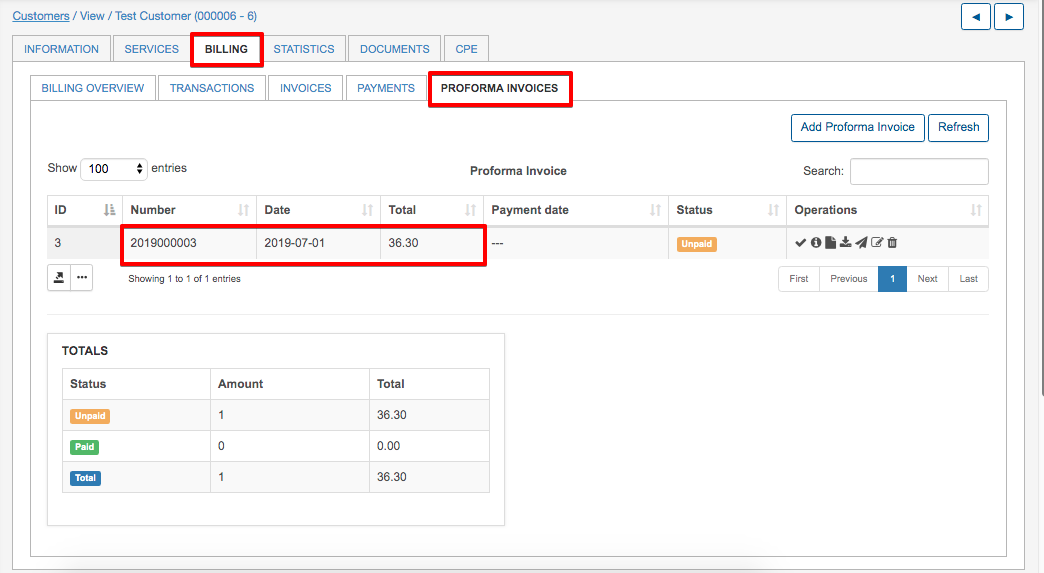 Customers / View / Test Customer (000006 - 6)
INFORMATION SERVICES BILLING STATISTICS DOCUMENTS CPE
BILLING OVERVIEW TRANSACTIONS INVOICES PAYMENTS PROFORMA INVOICES
Add Proforma Invoice Refresh
Show 100 entries Proforma Invoice Search:
ID Number Date Total Payment date Status Operations
3 2019000003 2019-07-01 36.30 --- Unpaid
Showing 1 to 1 of 1 entries First Previous 1 Next Last
TOTALS
Status Amount Total
Unpaid 1 36.30
Paid 0 0.00
Total 1 36.30